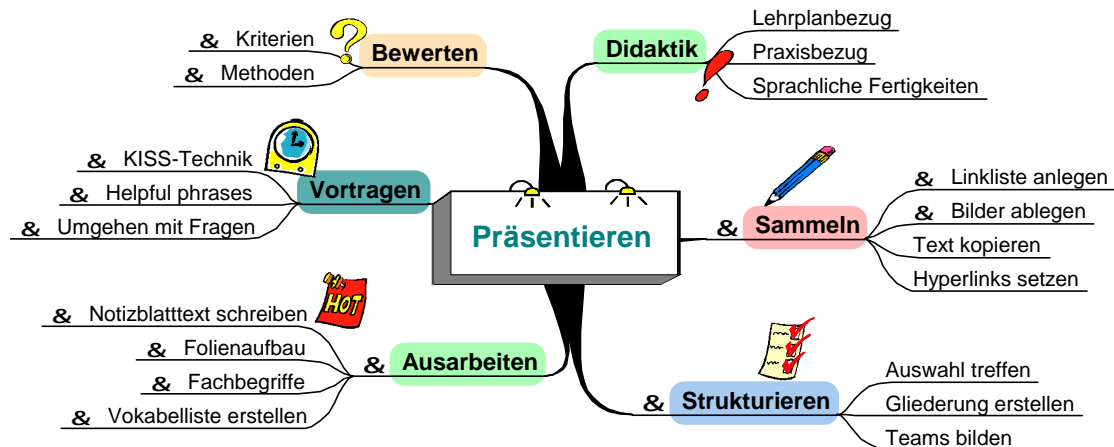 Präsentieren
Didaktik
Lehrplanbezug
Praxisbezug
Sprachliche Fertigkeiten
& Sammeln
& Linkliste anlegen
& Bilder ablegen
Text kopieren
Hyperlinks setzen
& Strukturieren
Auswahl treffen
Gliederung erstellen
Teams bilden
& Ausarbeiten
HOT
& Notizblatttext schreiben
& Folienaufbau
& Fachbegriffe
& Vokabelliste erstellen
Vortragen
& KISS-Technik
& Helpful phrases
& Umgehen mit Fragen
Bewerten
& Kriterien
& Methoden